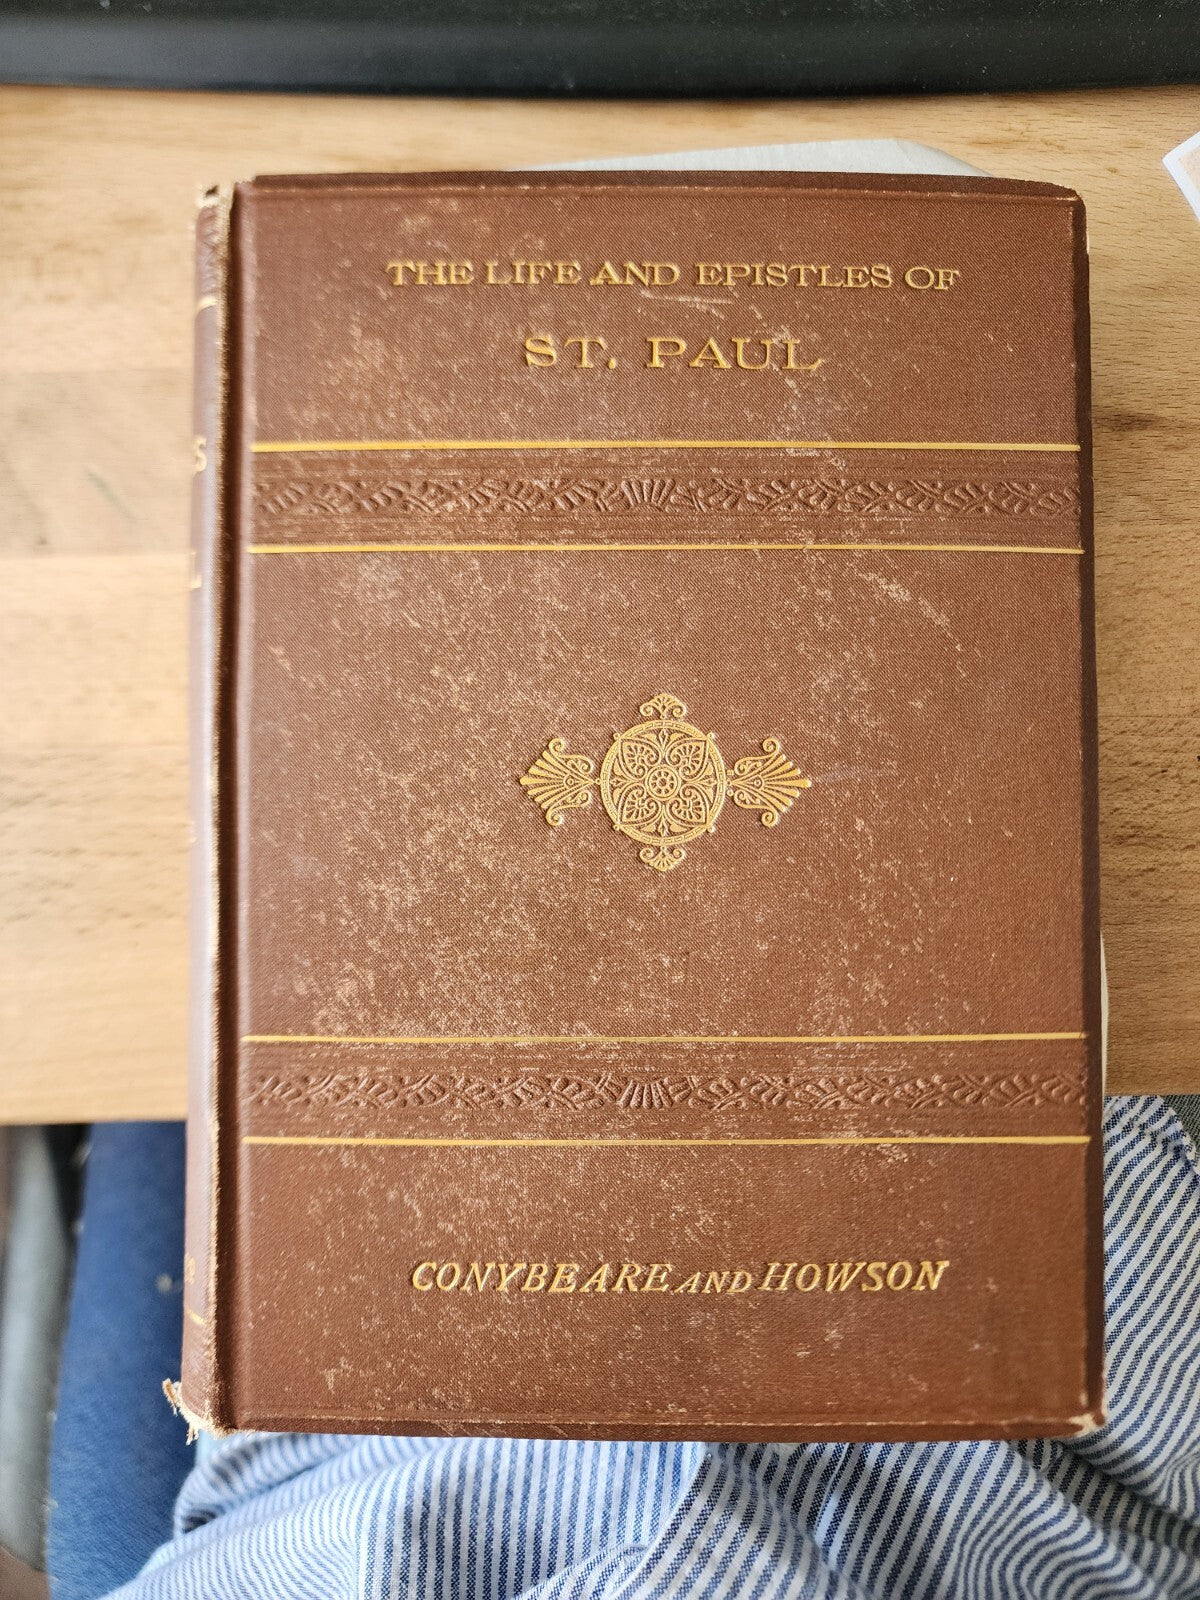 THE LIFE AND EPISTLES OF
ST. PAUL
CONYBEARE AND HOWSON